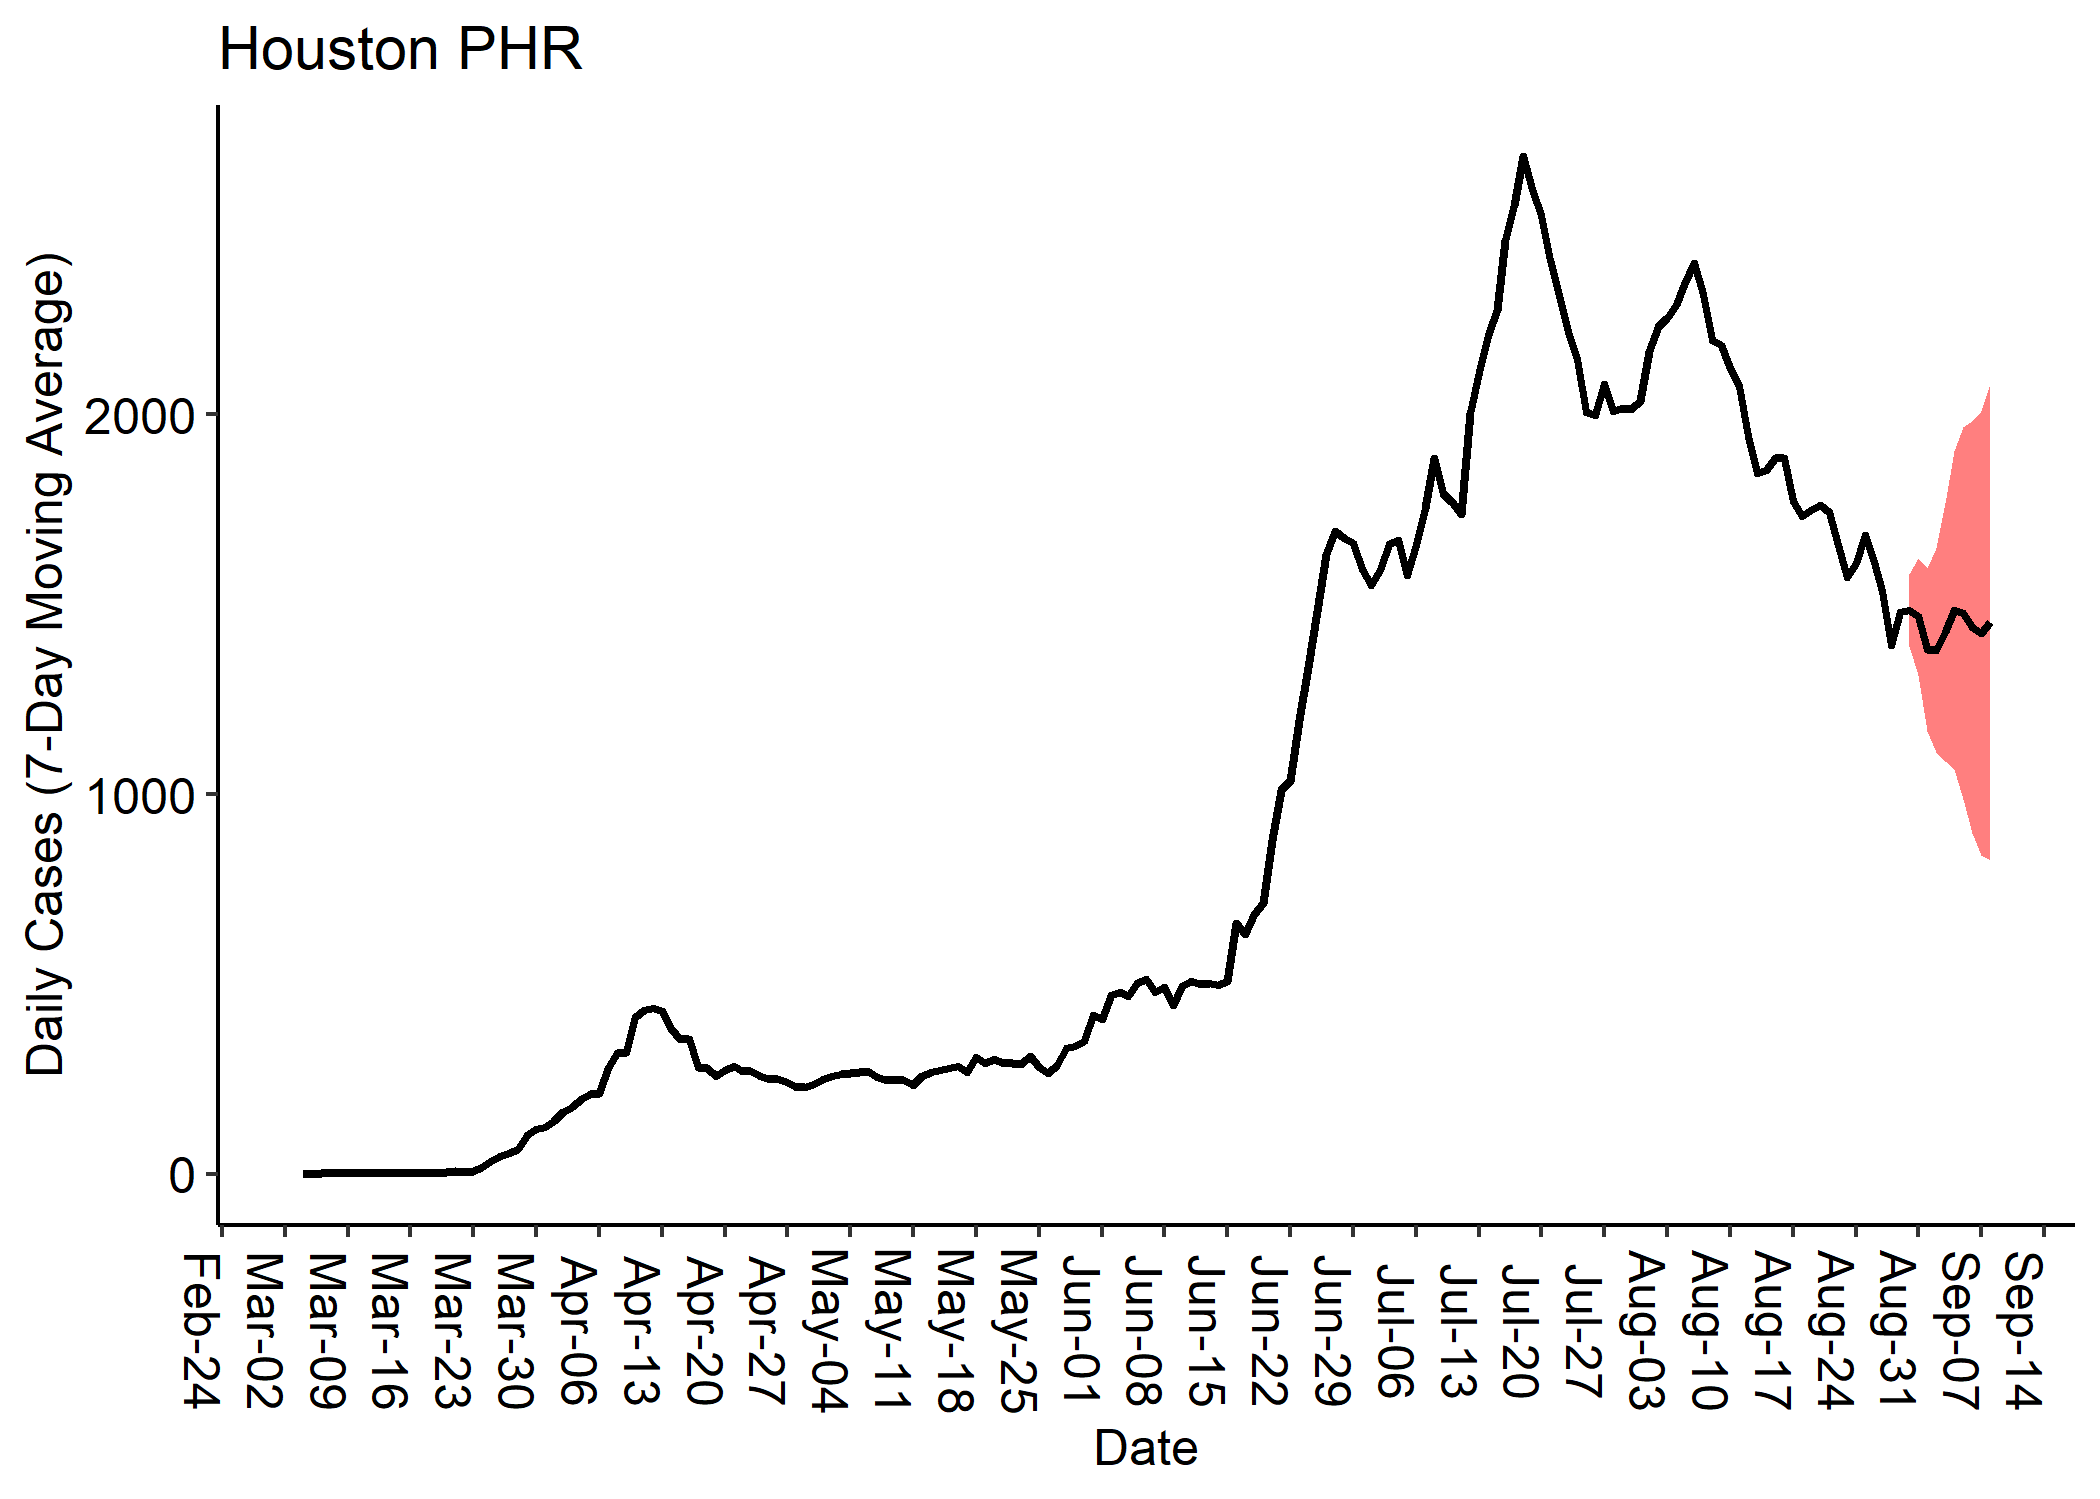 Houston PHR
Daily Cases (7-Day Moving Average)
2000
1000
0
Feb-24
Mar-02
Mar-09
Mar-16
Mar-23
Mar-30
Apr-06
Apr-13
Apr-20
Apr-27
May-04
May-11
May-18
May-25
Jun-01
Jun-08
Jun-15
Jun-22
Jun-29
Jul-06
Jul-13
Jul-20
Jul-27
Aug-03
Aug-10
Aug-17
Aug-24
Aug-31
Sep-07
Sep-14
Date